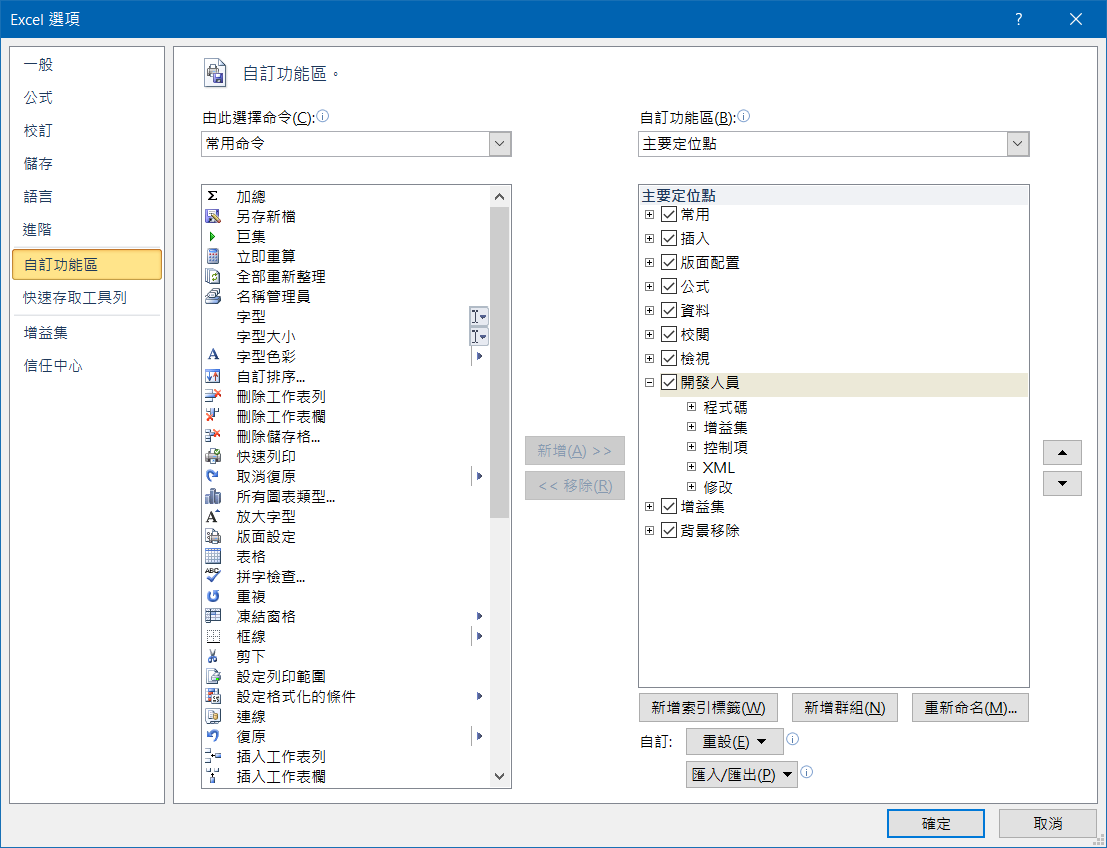 Excel 選項
?
一般
公式
校訂
儲存
語言
進階
自訂功能區
快速存取工具列
增益集
信任中心
自訂功能區。
由此選擇命令(C):
常用命令
加總
另存新檔
巨集
立即重算
全部重新整理
名稱管理員
字型
字型大小
字型色彩
自訂排序...
刪除工作表列
刪除工作表欄
刪除儲存格...
快速列印
取消復原
所有圖表類型...
放大字型
版面設定
表格
拼字檢查...
重複
凍結窗格
框線
剪下
設定列印範圍
設定格式化的條件
連線
復原
插入工作表列
插入工作表欄
新增(A) >>
<< 移除(R)
自訂功能區(B):
主要定位點
主要定位點
常用
插入
版面配置
公式
資料
校閱
檢視
開發人員
程式碼
增益集
控制項
XML
修改
增益集
背景移除
新增索引標籤(W)
新增群組(N)
重新命名(M)...
自訂:
重設(E)
匯入/匯出(P)
確定
取消